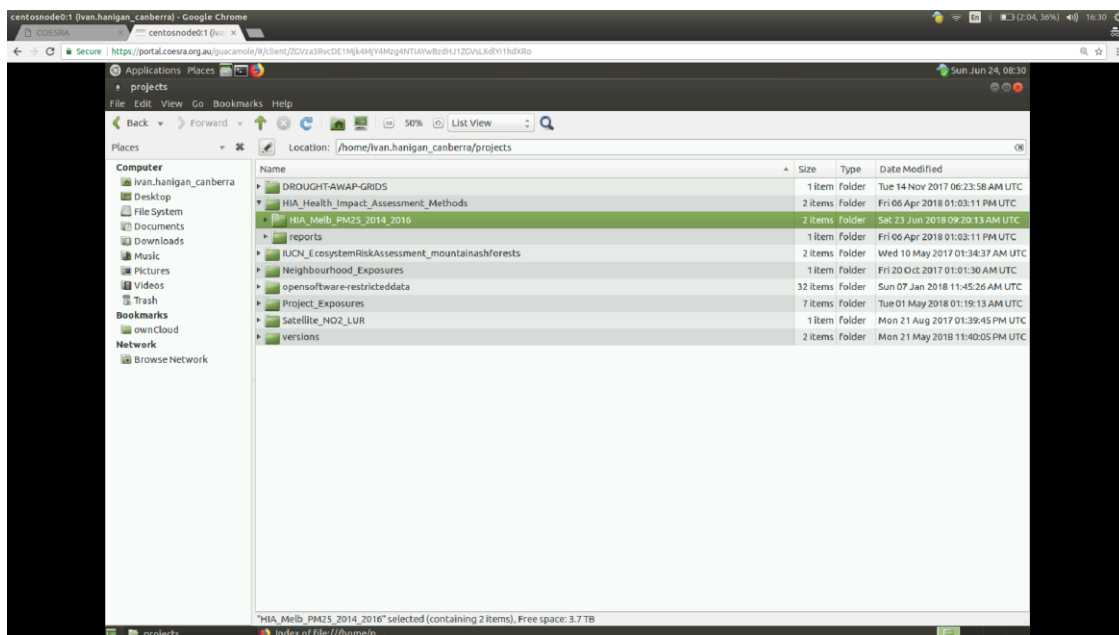 centosnode0:1 (ivan.hanigan_canberra) - Google Chrome
En (2:04, 36%) 16:30
COESRA × centosnode0:1 (iva ×
Secure https://portal.coesra.org.au/guacamole/#/client/
Applications Places Sun Jun 24, 08:30
projects
File Edit View Go Bookmarks Help
Back Forward 50% List View
Places Location: /home/ivan.hanigan_canberra/projects
Computer
ivan.hanigan_canberra
Desktop
File System
Documents
Downloads
Music
Pictures
Videos
Trash
Bookmarks
ownCloud
Network
Browse Network
Name Size Type Date Modified
DROUGHT-AWAP-GRIDS 1 item folder Tue 14 Nov 2017 06:23:58 AM UTC
HIA_Health_Impact_Assessment_Methods 2 items folder Fri 06 Apr 2018 01:03:11 PM UTC
HIA_Melb_PM25_2014_2016 2 items folder Sat 23 Jun 2018 09:20:13 AM UTC
reports 1 item folder Fri 06 Apr 2018 01:03:11 PM UTC
IUCN_EcosystemRiskAssessment_mountainashforests 2 items folder Wed 10 May 2017 01:34:37 AM UTC
Neighbourhood_Exposures 1 item folder Fri 20 Oct 2017 01:01:30 AM UTC
opensoftware-restricteddata 32 items folder Sun 07 Jan 2018 11:45:26 AM UTC
Project_Exposures 7 items folder Tue 01 May 2018 01:19:13 AM UTC
Satellite_NO2_LUR 1 item folder Mon 21 Aug 2017 01:39:45 PM UTC
versions 2 items folder Mon 21 May 2018 11:40:05 PM UTC
"HIA_Melb_PM25_2014_2016" selected (containing 2 items), Free space: 3.7 TB
projects Index of file:///home/p